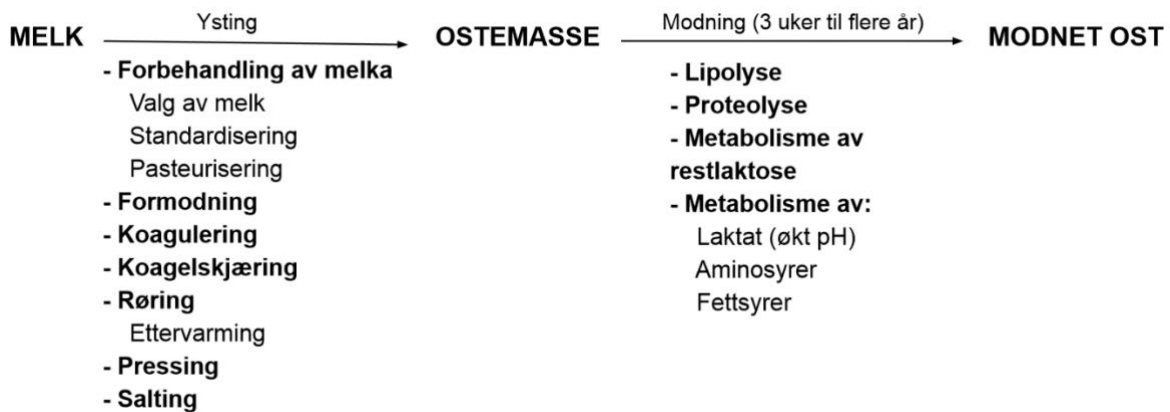 Ysting
Modning (3 uker til flere år)
MELK
OSTEMASSE
MODNET OST
- Forbehandling av melka
Valg av melk
Standardisering
Pasteurisering
- Formodning
- Koagulering
- Koagelskjæring
- Røring
Ettervarming
- Pressing
- Salting
- Lipolyse
- Proteolyse
- Metabolisme av
restlaktose
- Metabolisme av:
Laktat (økt pH)
Aminosyrer
Fettsyrer